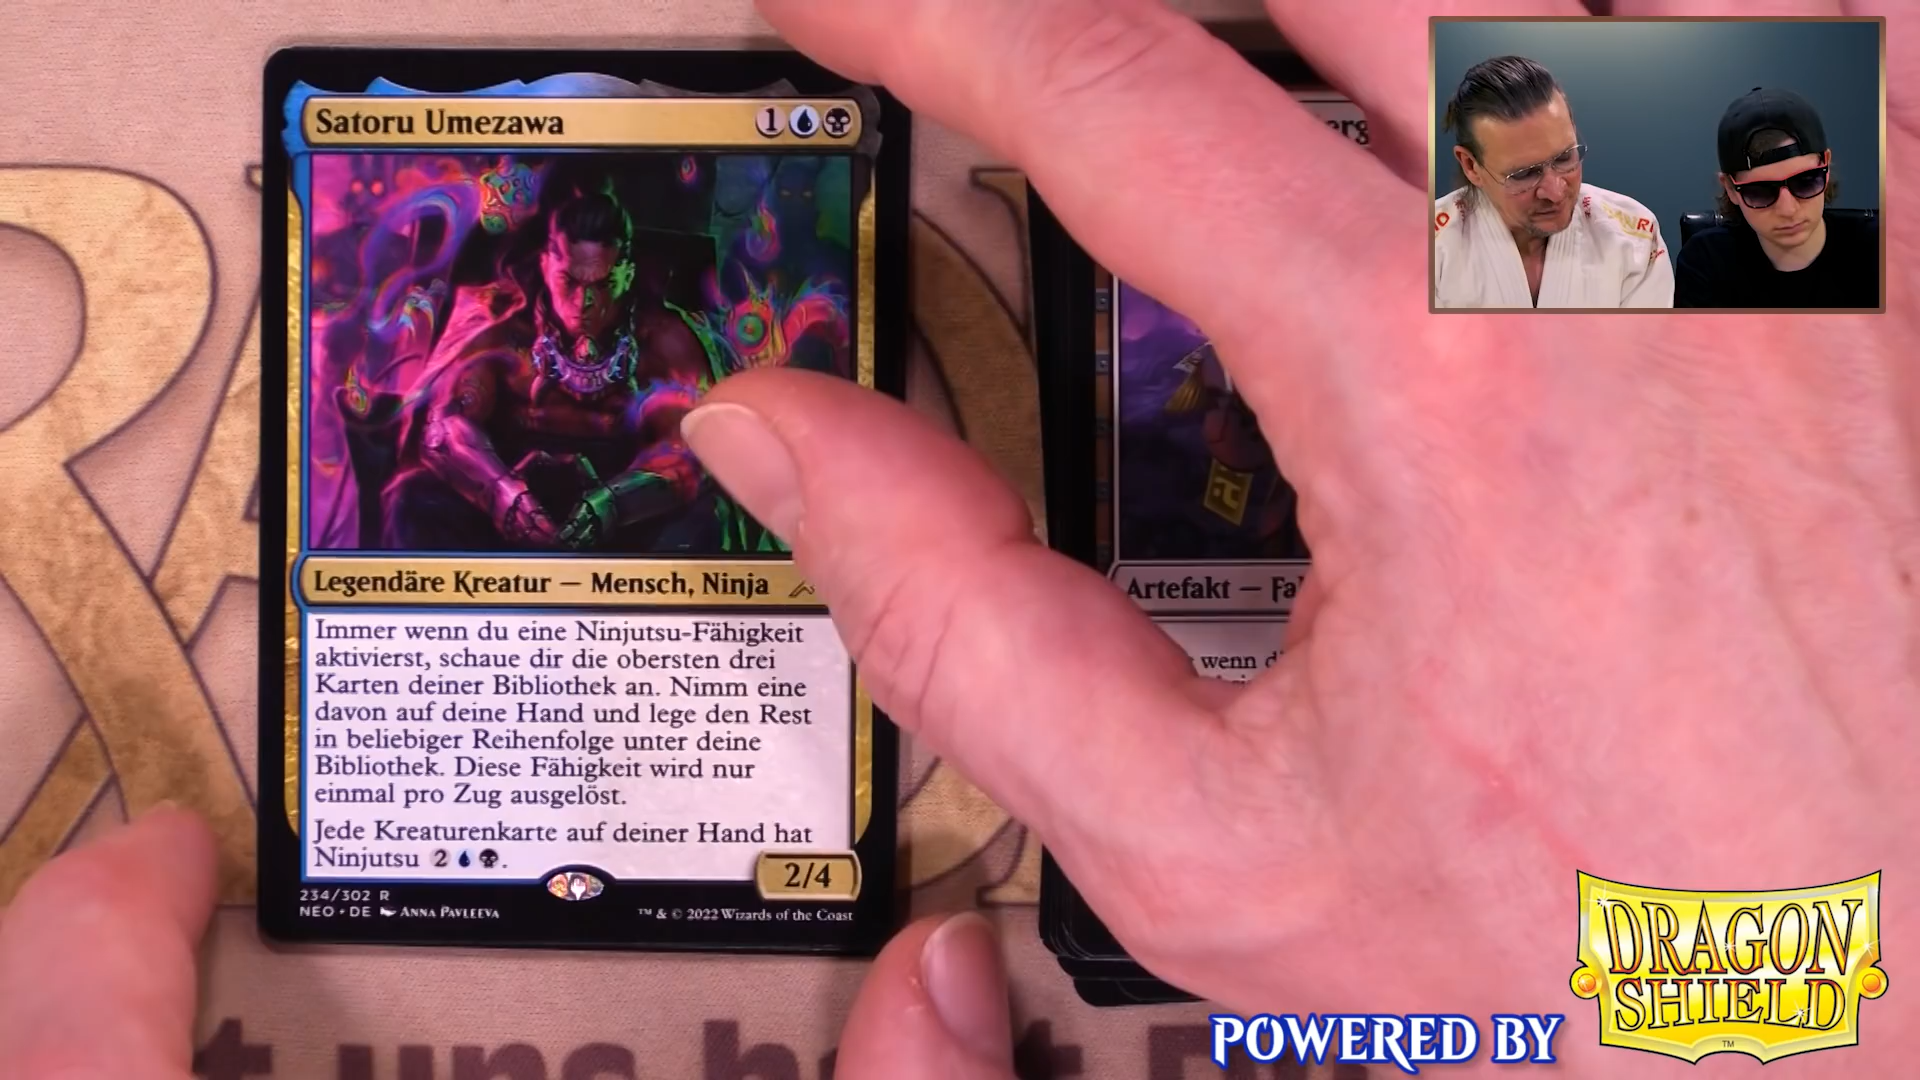 Satoru Umezawa
1
Legendäre Kreatur — Mensch, Ninja
Immer wenn du eine Ninjutsu-Fähigkeit
aktivierst, schaue dir die obersten drei
Karten deiner Bibliothek an. Nimm eine
davon auf deine Hand und lege den Rest
in beliebiger Reihenfolge unter deine
Bibliothek. Diese Fähigkeit wird nur
einmal pro Zug ausgelöst.
Jede Kreaturenkarte auf deiner Hand hat
Ninjutsu 2
2/4
234/302 R
NEO • DE ANNA PAVLEEVA
™ & © 2022 Wizards of the Coast
Artefakt —
wenn
POWERED BY
DRAGON
SHIELD
TM